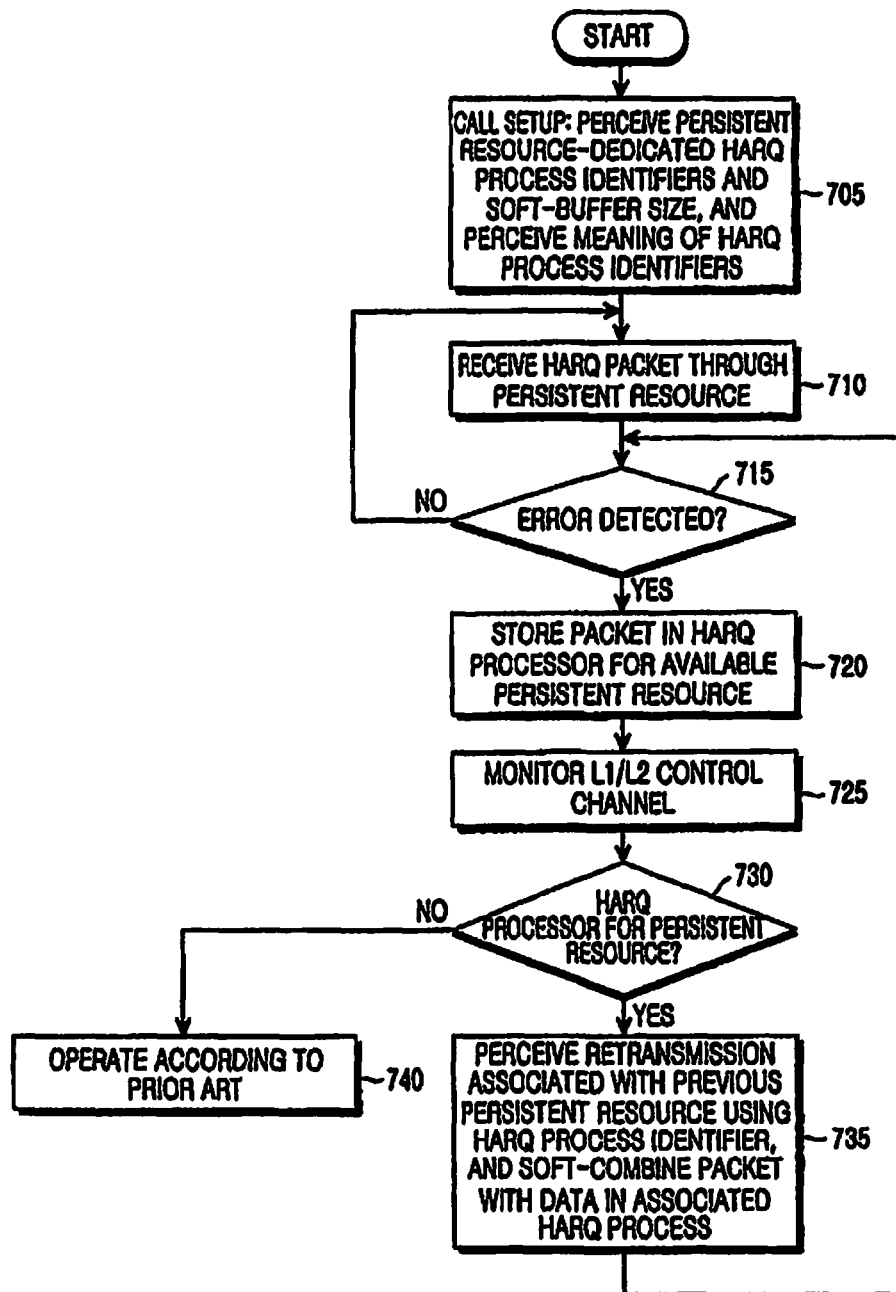 START
CALL SETUP: PERCEIVE PERSISTENT
RESOURCE-DEDICATED HARQ
PROCESS IDENTIFIERS AND
SOFT-BUFFER SIZE, AND
PERCEIVE MEANING OF HARQ
PROCESS IDENTIFIERS
705
RECEIVE HARQ PACKET THROUGH
PERSISTENT RESOURCE
710
715
NO
ERROR DETECTED?
YES
STORE PACKET IN HARQ
PROCESSOR FOR AVAILABLE
PERSISTENT RESOURCE
720
MONITOR L1/L2 CONTROL
CHANNEL
725
730
NO
HARQ
PROCESSOR FOR PERSISTENT
RESOURCE?
YES
OPERATE ACCORDING TO
PRIOR ART
740
PERCEIVE RETRANSMISSION
ASSOCIATED WITH PREVIOUS
PERSISTENT RESOURCE USING
HARQ PROCESS IDENTIFIER,
AND SOFT-COMBINE PACKET
WITH DATA IN ASSOCIATED
HARQ PROCESS
735